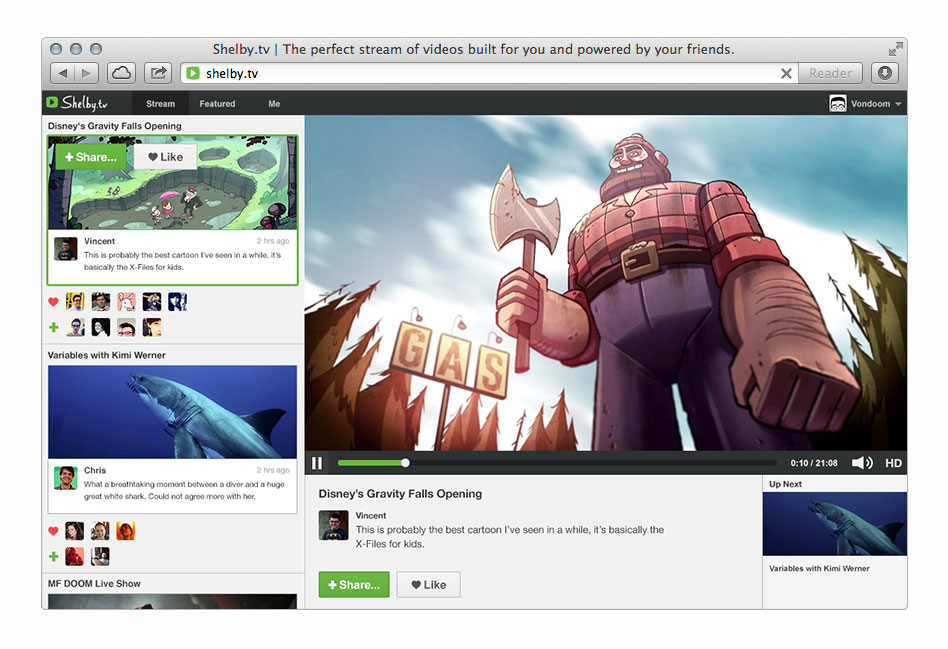 Shelby.tv | The perfect stream of videos built for you and powered by your friends.
shelby.tv
Reader
Shelby.tv
Stream
Featured
Me
Vondoom
Disney's Gravity Falls Opening
+ Share...
Like
Vincent
2 hrs ago
This is probably the best cartoon I've seen in a while, it's
basically the X-Files for kids.
Variables with Kimi Werner
Chris
2 hrs ago
What a breathtaking moment between a diver and a huge
great white shark. Could not agree more with her.
MF DOOM Live Show
GAS
0:10 / 21:08
HD
Disney's Gravity Falls Opening
Vincent
This is probably the best cartoon I've seen in a while, it's basically the
X-Files for kids.
+ Share...
Like
Up Next
Variables with Kimi Werner